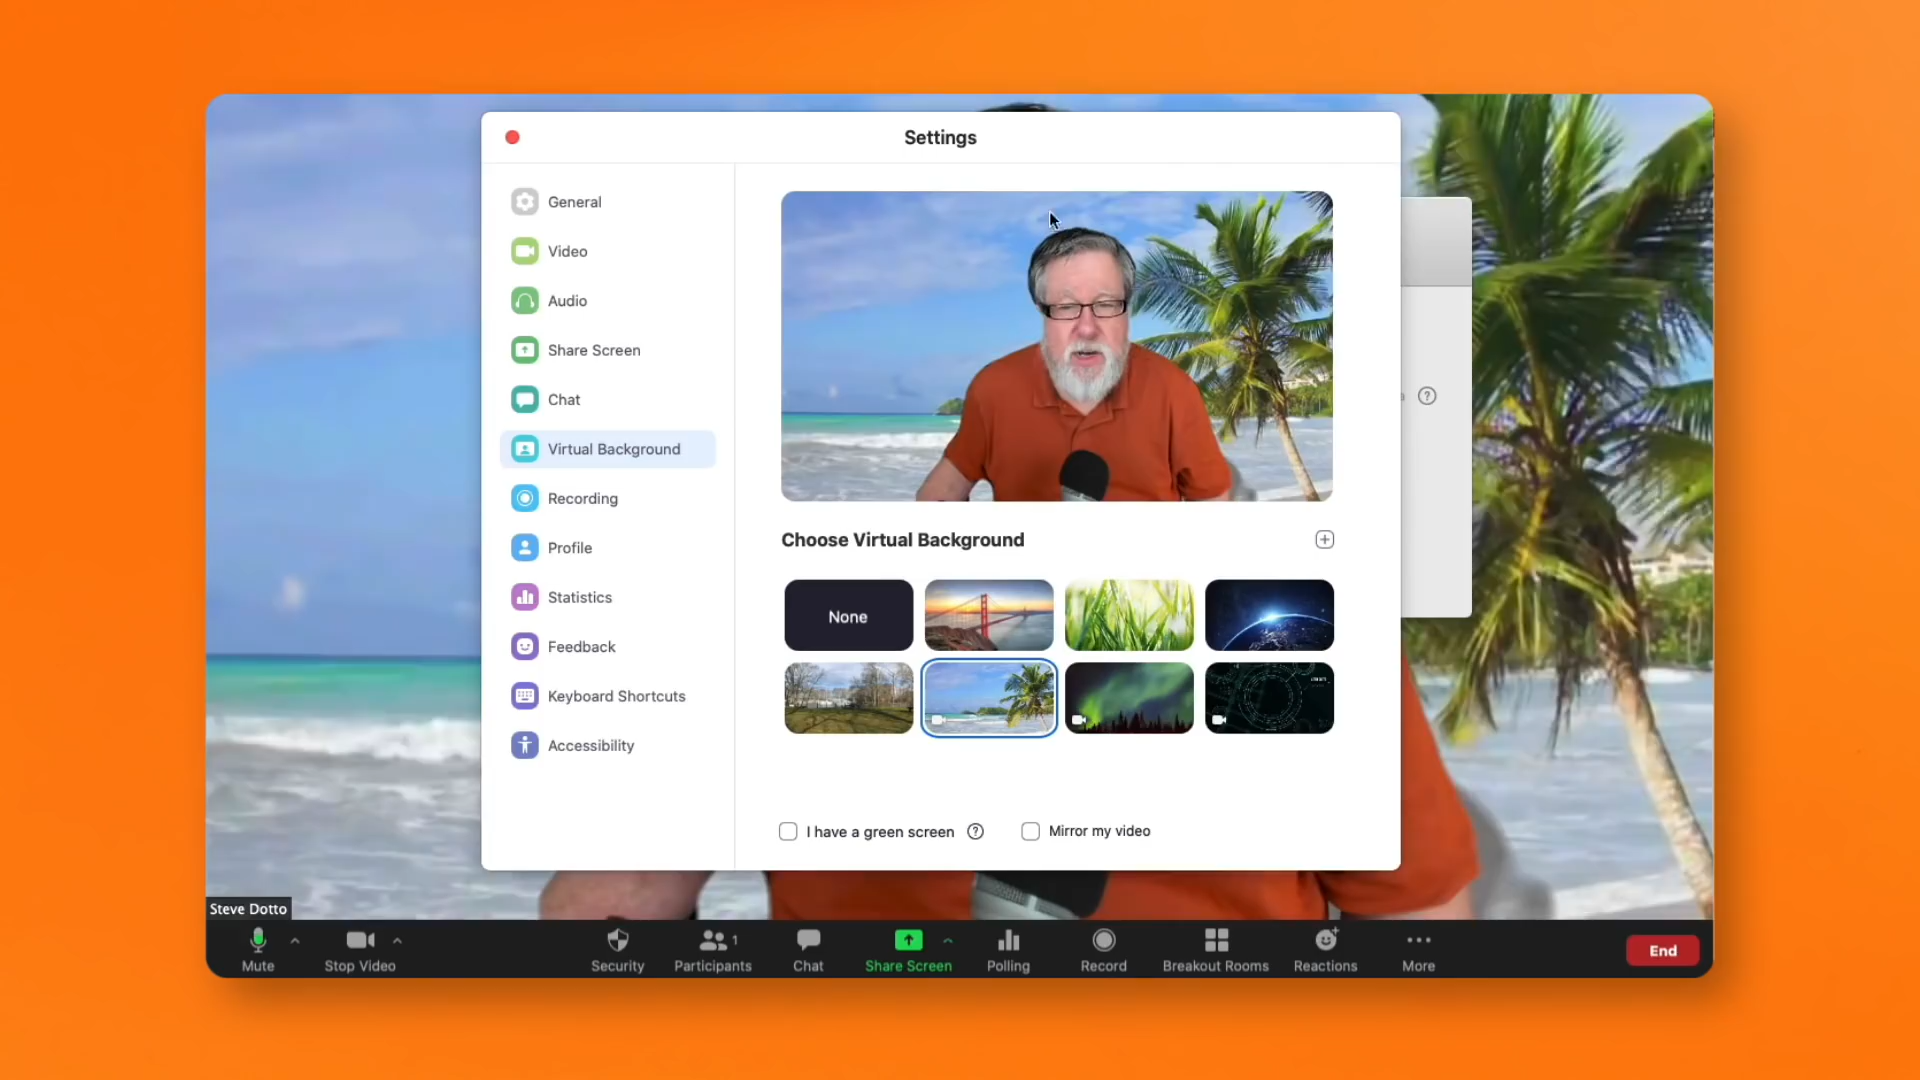 Settings
General
Video
Audio
Share Screen
Chat
Virtual Background
Recording
Profile
Statistics
Feedback
Keyboard Shortcuts
Accessibility
Choose Virtual Background
None
I have a green screen ?
Mirror my video
?
Steve Dotto
Mute
Stop Video
Security
1
Participants
Chat
Share Screen
Polling
Record
Breakout Rooms
Reactions
More
End